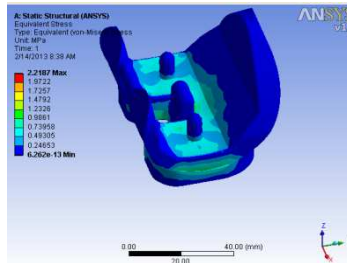 A: Static Structural (ANSYS)
Equivalent Stress
Type: Equivalent (von-Mises) Stress
Unit: MPa
Time: 1
2/14/2013 8:38 AM
2.2187 Max
1.9722
1.7257
1.4792
1.2326
0.9861
0.73958
0.49305
0.24653
6.262e-13 Min
ANSYS
0.00
40.00 (mm)
20.00
Z
X